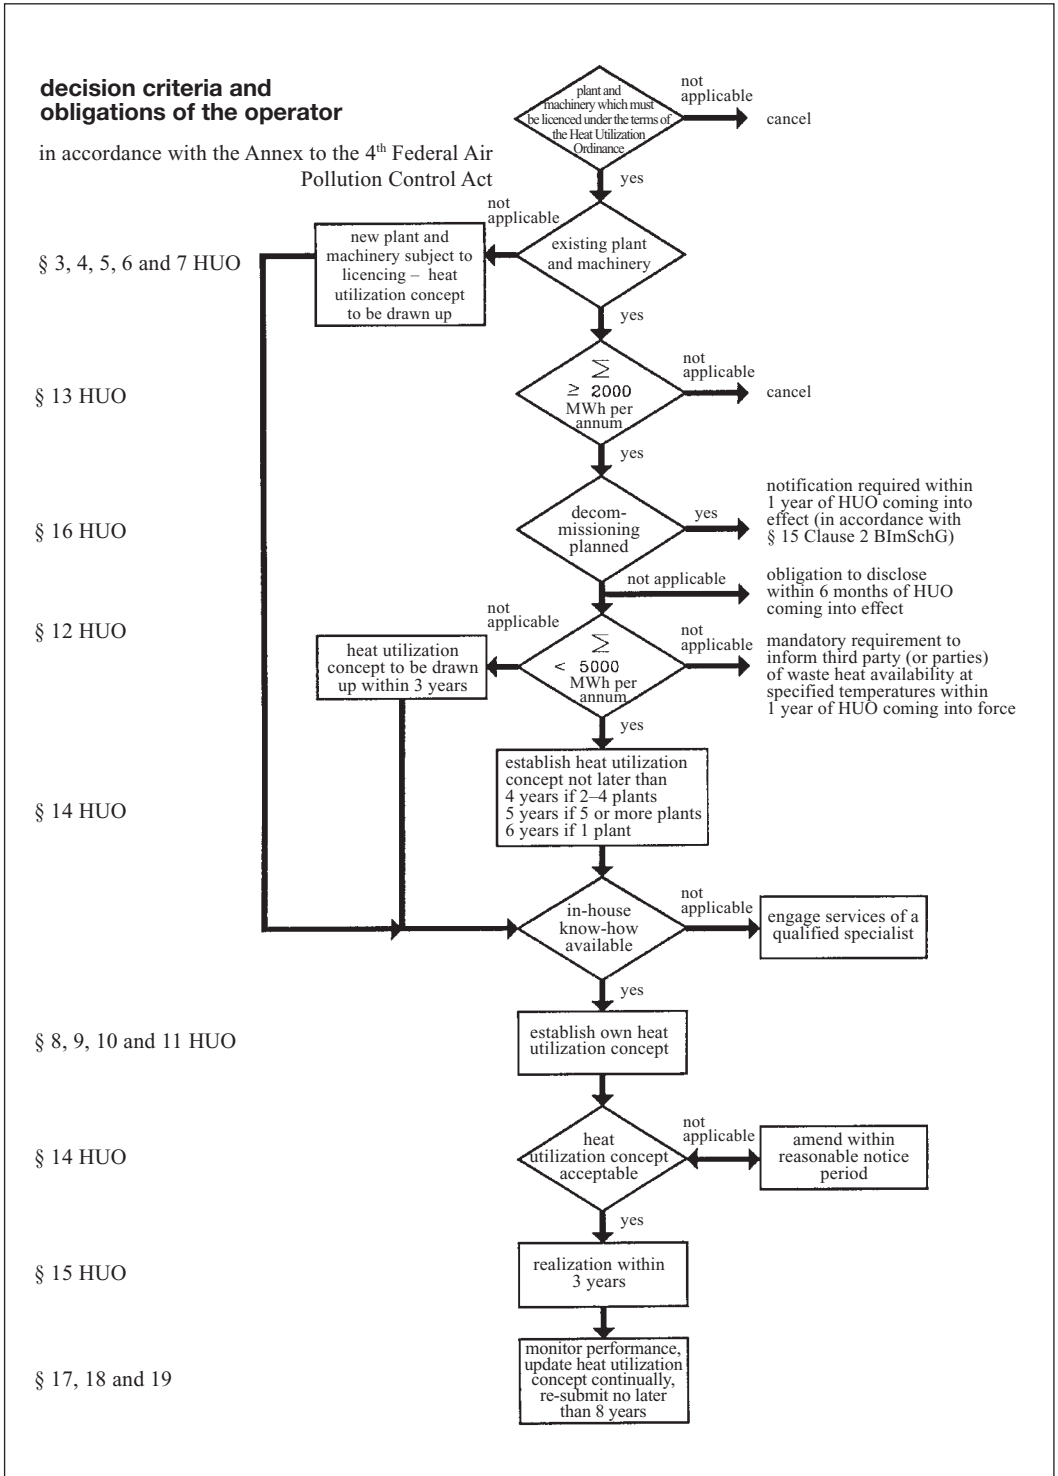 decision criteria and
obligations of the operator
in accordance with the Annex to the 4th Federal Air
Pollution Control Act
plant and
machinery which must
be licenced under the terms of
the Heat Utilization
Ordinance
not
applicable
cancel
yes
§ 3, 4, 5, 6 and 7 HUO
not
applicable
new plant and
machinery subject to
licencing – heat
utilization concept
to be drawn up
existing plant
and machinery
yes
§ 13 HUO
∑
≥ 2000
MWh per
annum
not
applicable
cancel
yes
§ 16 HUO
decom-
missioning
planned
yes
notification required within
1 year of HUO coming into
effect (in accordance with
§ 15 Clause 2 BImSchG)
not applicable
obligation to disclose
within 6 months of HUO
coming into effect
§ 12 HUO
not
applicable
heat utilization
concept to be drawn
up within 3 years
∑
< 5000
MWh per
annum
not
applicable
mandatory requirement to
inform third party (or parties)
of waste heat availability at
specified temperatures within
1 year of HUO coming into force
yes
§ 14 HUO
establish heat utilization
concept not later than
4 years if 2–4 plants
5 years if 5 or more plants
6 years if 1 plant
in-house
know-how
available
not
applicable
engage services of a
qualified specialist
yes
§ 8, 9, 10 and 11 HUO
establish own heat
utilization concept
§ 14 HUO
heat
utilization concept
acceptable
not
applicable
amend within
reasonable notice
period
yes
§ 15 HUO
realization within
3 years
§ 17, 18 and 19
monitor performance,
update heat utilization
concept continually,
re-submit no later
than 8 years